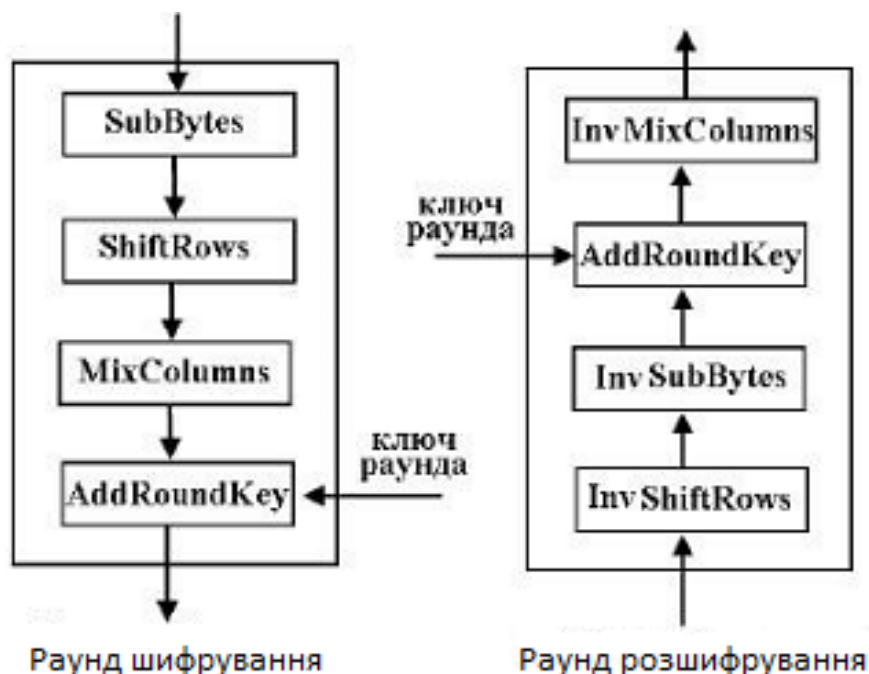 SubBytes
ShiftRows
MixColumns
AddRoundKey
ключ
раунда
Раунд шифрування
InvMixColumns
ключ
раунда
AddRoundKey
InvSubBytes
InvShiftRows
Раунд розшифрування